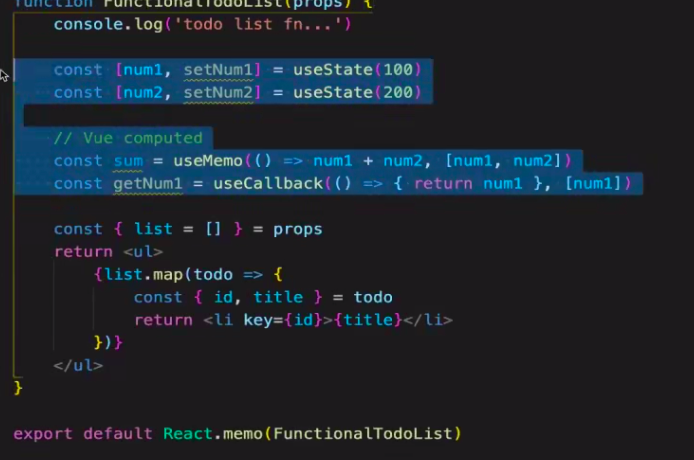 function FunctionalTodoList(props) {
    console.log('todo list fn...')
    const [num1, setNum1] = useState(100)
    const [num2, setNum2] = useState(200)
    // Vue computed
    const sum = useMemo(() => num1 + num2, [num1, num2])
    const getNum1 = useCallback(() => { return num1 }, [num1])
    const { list = [] } = props
    return <ul>
        {list.map(todo => {
            const { id, title } = todo
            return <li key={id}>{title}</li>
        })}
    </ul>
}
export default React.memo(FunctionalTodoList)